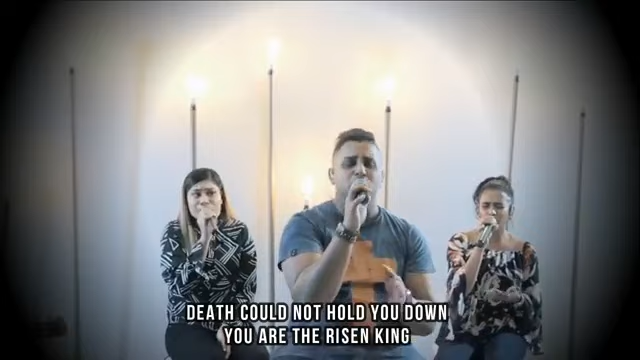 DEATH COULD NOT HOLD YOU DOWN
YOU ARE THE RISEN KING